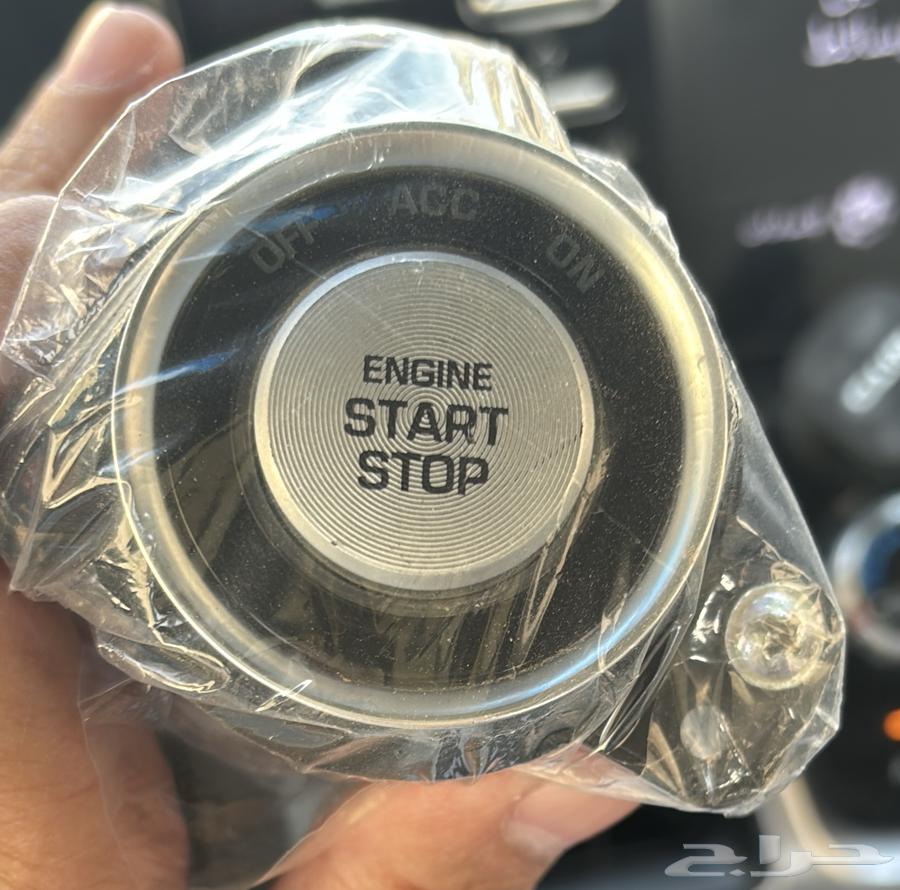 OFF ACC ON
ENGINE
START
STOP
حراج